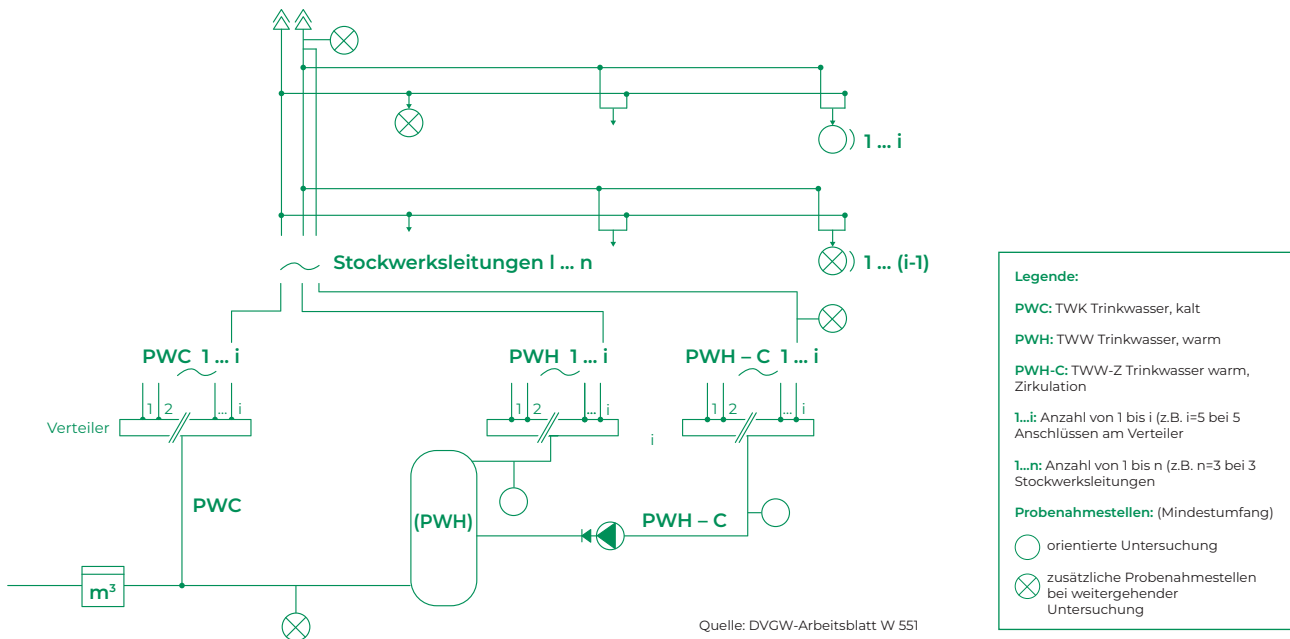 1 ... i
1 ... (i-1)
Stockwerksleitungen l ... n
PWC 1 ... i
PWH 1 ... i
PWH – C 1 ... i
1 2 ... i
1 2 ... i
1 2 ... i
Verteiler
i
PWC
(PWH)
PWH – C
m³
Quelle: DVGW-Arbeitsblatt W 551
Legende:
PWC: TWK Trinkwasser, kalt
PWH: TWW Trinkwasser, warm
PWH-C: TWW-Z Trinkwasser warm,
Zirkulation
1...i: Anzahl von 1 bis i (z.B. i=5 bei 5
Anschlüssen am Verteiler
1...n: Anzahl von 1 bis n (z.B. n=3 bei 3
Stockwerksleitungen
Probenahmestellen: (Mindestumfang)
orientierte Untersuchung
zusätzliche Probenahmestellen
bei weitergehender
Untersuchung